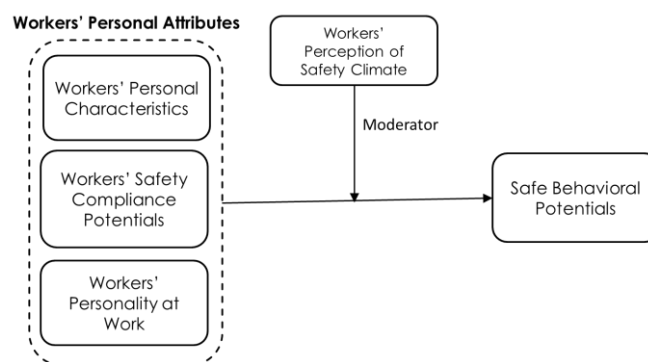 Workers' Personal Attributes
Workers' Personal
Characteristics
Workers' Safety
Compliance
Potentials
Workers'
Personality at
Work
Workers'
Perception of
Safety Climate
Moderator
Safe Behavioral
Potentials